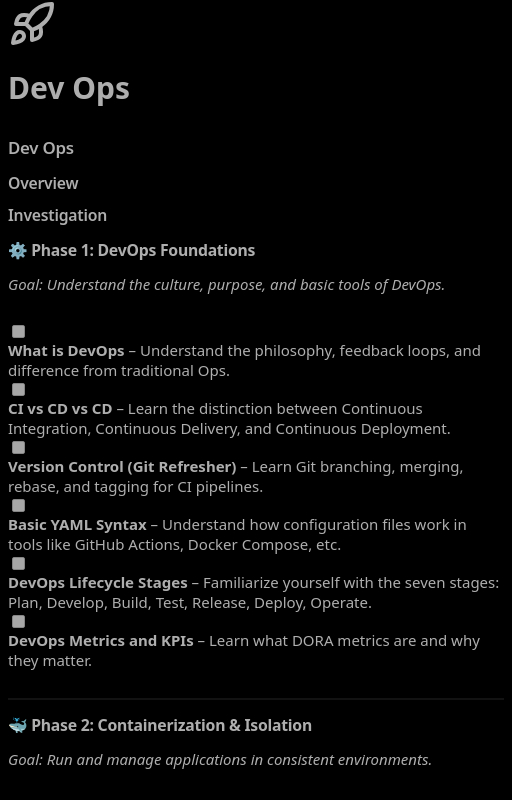 Dev Ops
Dev Ops
Overview
Investigation
⚙️ Phase 1: DevOps Foundations
Goal: Understand the culture, purpose, and basic tools of DevOps.
What is DevOps – Understand the philosophy, feedback loops, and
difference from traditional Ops.
CI vs CD vs CD – Learn the distinction between Continuous
Integration, Continuous Delivery, and Continuous Deployment.
Version Control (Git Refresher) – Learn Git branching, merging,
rebase, and tagging for CI pipelines.
Basic YAML Syntax – Understand how configuration files work in
tools like GitHub Actions, Docker Compose, etc.
DevOps Lifecycle Stages – Familiarize yourself with the seven stages:
Plan, Develop, Build, Test, Release, Deploy, Operate.
DevOps Metrics and KPIs – Learn what DORA metrics are and why
they matter.
🐳 Phase 2: Containerization & Isolation
Goal: Run and manage applications in consistent environments.